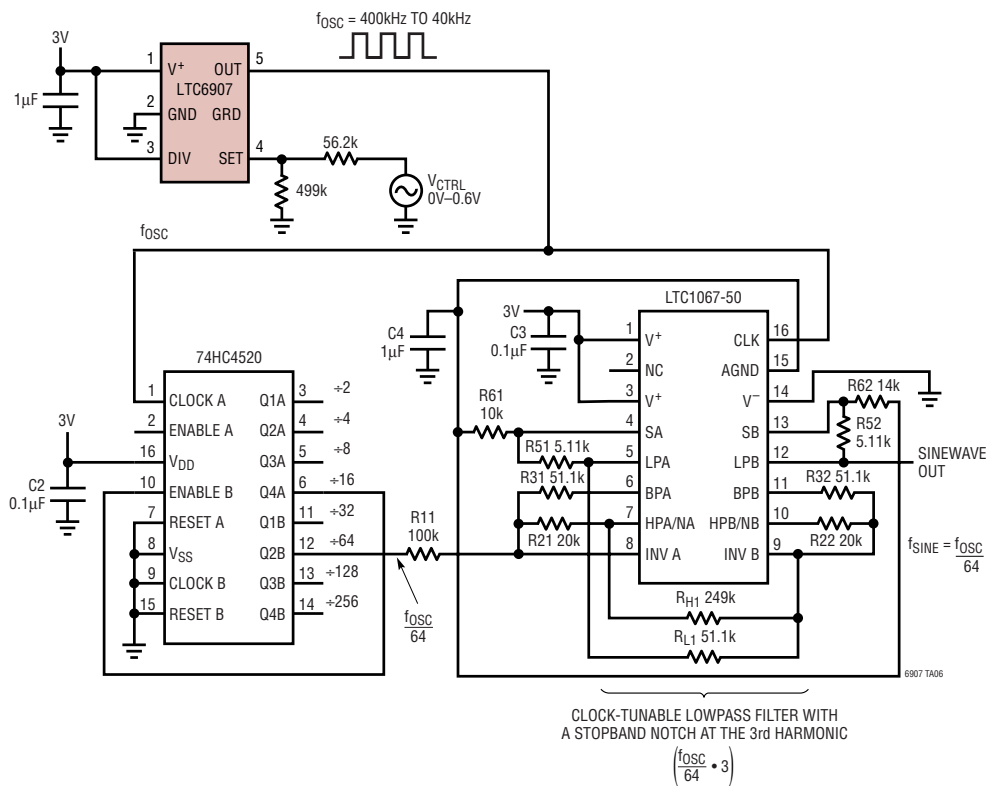 fOSC = 400kHz TO 40kHz
3V
1μF
1
V+
OUT
5
LTC6907
2
GND
GRD
3
DIV
SET
4
56.2k
499k
VCTRL
0V–0.6V
fOSC
LTC1067-50
3V
C4
1μF
C3
0.1μF
1
V+
CLK
16
2
NC
AGND
15
3
V+
V−
14
R62 14k
R61
10k
4
SA
SB
13
R52
5.11k
R51 5.11k
5
LPA
LPB
12
SINEWAVE
OUT
R31 51.1k
6
BPA
BPB
11
R32 51.1k
7
HPA/NA
HPB/NB
10
R21 20k
R22 20k
8
INV A
INV B
9
fSINE = fOSC
64
74HC4520
1
CLOCK A
Q1A
3
÷2
2
ENABLE A
Q2A
4
÷4
3V
16
VDD
Q3A
5
÷8
C2
0.1μF
10
ENABLE B
Q4A
6
÷16
7
RESET A
Q1B
11
÷32
8
VSS
Q2B
12
÷64
R11
100k
9
CLOCK B
Q3B
13
÷128
15
RESET B
Q4B
14
÷256
fOSC
64
RH1 249k
RL1 51.1k
6907 TA06
CLOCK-TUNABLE LOWPASS FILTER WITH
A STOPBAND NOTCH AT THE 3rd HARMONIC
(fOSC
64 • 3)